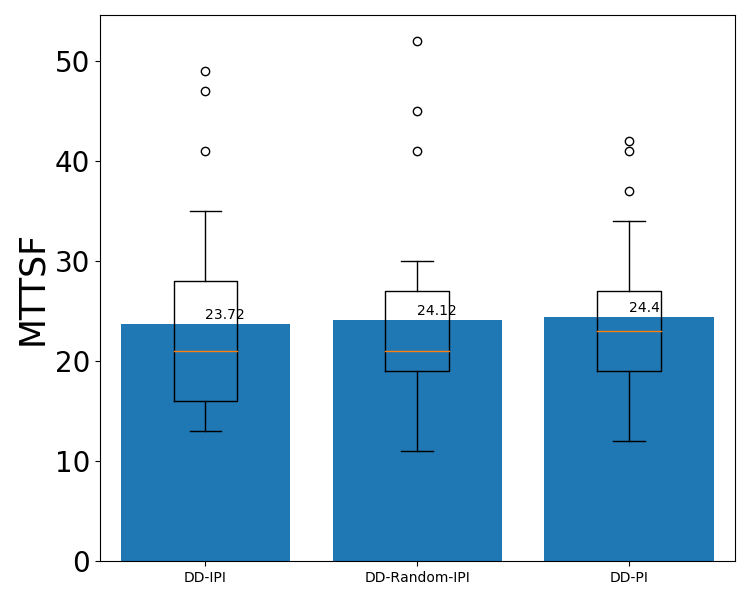 MTTSF
50
40
30
20
10
0
23.72
24.12
24.4
DD-IPI
DD-Random-IPI
DD-PI